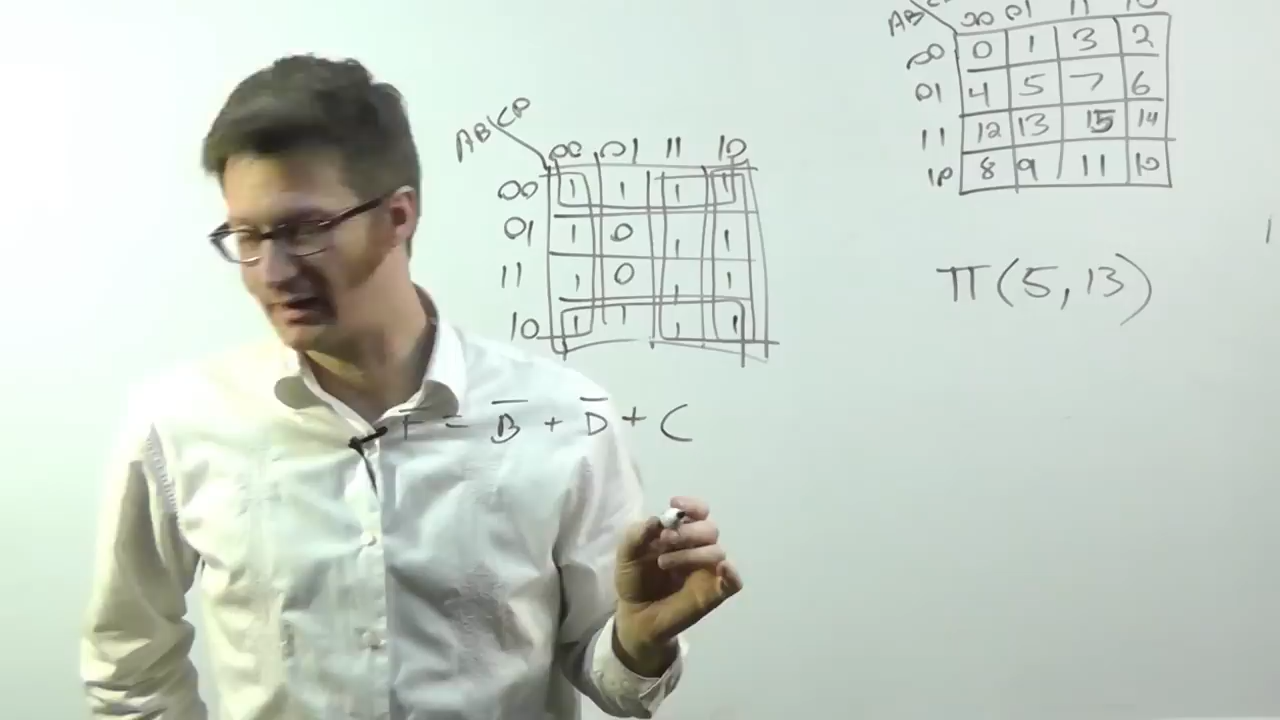 AB\CD 00 01 11 10
00 1 1 1 1
01 1 0 1 1
11 1 0 1 1
10 1 1 1 1
F = B̅ + D̅ + C
00 01 11 10
00 0 1 3 2
01 4 5 7 6
11 12 13 15 14
10 8 9 11 10
π(5,13)